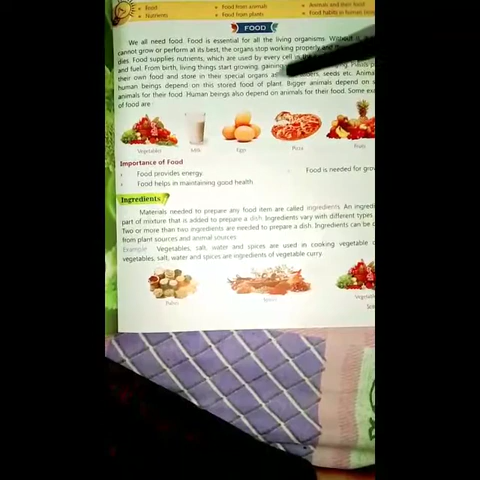 Food
Food from animals
Animals and their food
Nutrients
Food from plants
Food habits in human
FOOD
We all need food. Food is essential for all the living organisms. Without it,
cannot grow or perform at its best, the organs stop working properly and
dies. Food supplies nutrients, which are used by every cell in
and fuel. From birth, living things start growing, gaining
their own food and store in their special organs as seeds etc.
human beings depend on this stored food of plant. Bigger animals depend on
animals for their food. Human beings also depend on animals for their food. Some
of food are
Vegetables
Milk
Eggs
Pizza
Fruits
Importance of Food
Food provides energy
Food is needed for
Food helps in maintaining good health
Ingredients
Materials needed to prepare any food item are called ingredients. An
part of mixture that is added to prepare a dish. Ingredients vary with different types
Two or more than two ingredients are needed to prepare a dish. Ingredients can be
from plant sources and animal sources
Example: Vegetables, salt, water and spices are used in cooking vegetable
vegetables, salt, water and spices are ingredients of vegetable curry.
Pulses
Spices